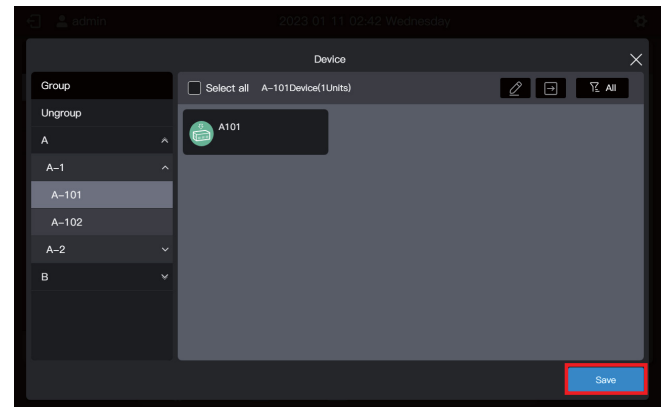 admin 2023 01 11 02:42 Wednesday
Device
Group
Select all A-101Device(1Units) All
Ungroup
A101
A
A-1
A-101
A-102
A-2
B
Save